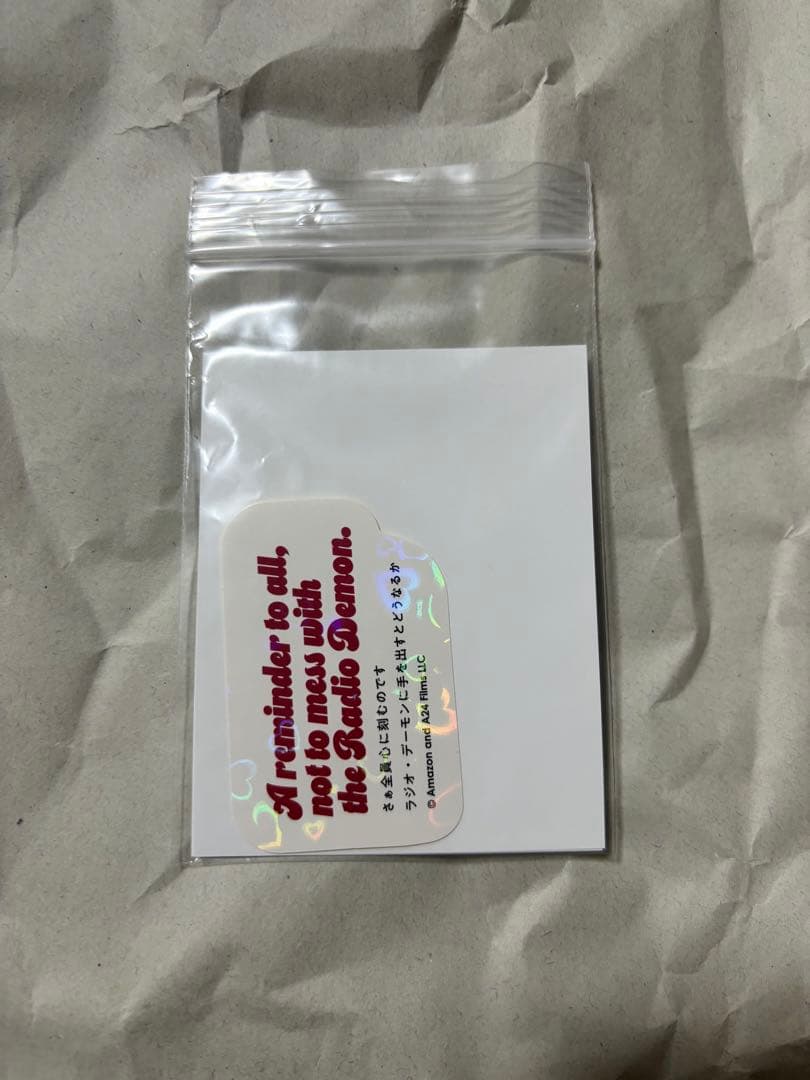 A reminder to all,
not to mess with
the Radio Demon.
さぁ全員心に刻むのです
ラジオ・デーモンに手を出すとどうなるか
© Amazon and A24 Films LLC